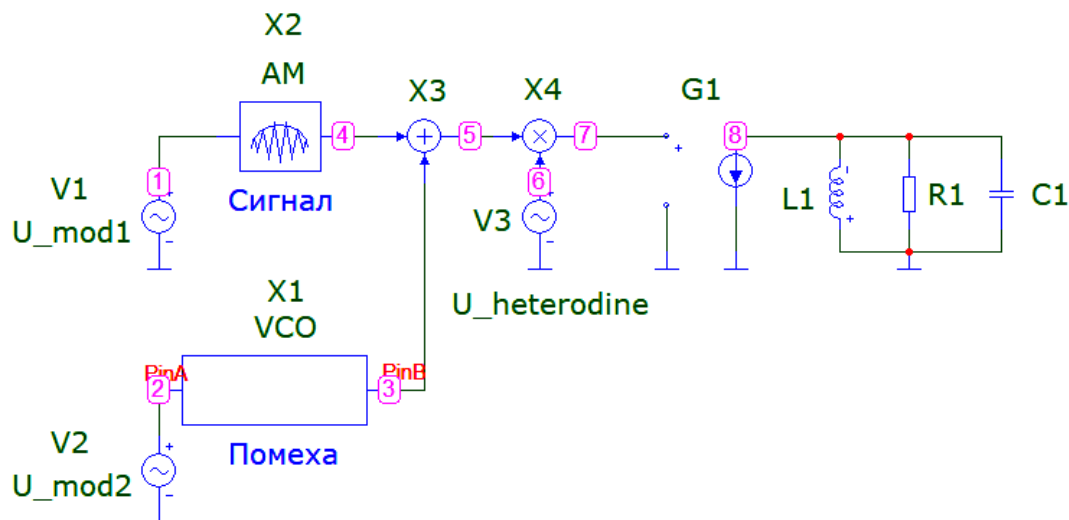 X2
AM
X3
X4
G1
4
5
7
8
1
6
V1
U_mod1
Сигнал
V3
L1
R1
C1
X1
VCO
U_heterodine
PinA
PinB
2
3
V2
U_mod2
Помеха